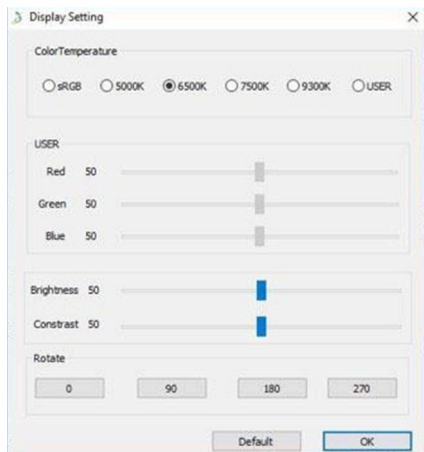 Display Setting
ColorTemperature
sRGB 5000K 6500K 7500K 9300K USER
USER
Red 50
Green 50
Blue 50
Brightness 50
Constrast 50
Rotate
0 90 180 270
Default OK